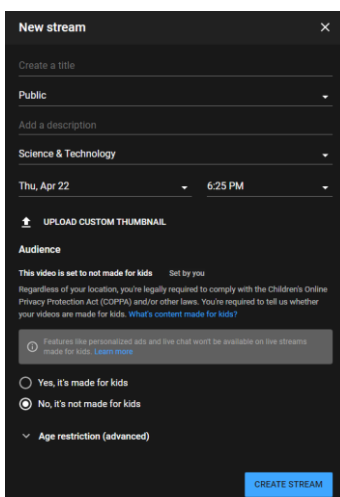 New stream
Create a title
Public
Add a description
Science & Technology
Thu, Apr 22 6:25 PM
UPLOAD CUSTOM THUMBNAIL
Audience
This video is set to not made for kids Set by you
Regardless of your location, you're legally required to comply with the Children's Online
Privacy Protection Act (COPPA) and/or other laws. You're required to tell us whether
your videos are made for kids. What's content made for kids?
Features like personalized ads and live chat won't be available on live streams
made for kids. Learn more
Yes, it's made for kids
No, it's not made for kids
Age restriction (advanced)
CREATE STREAM